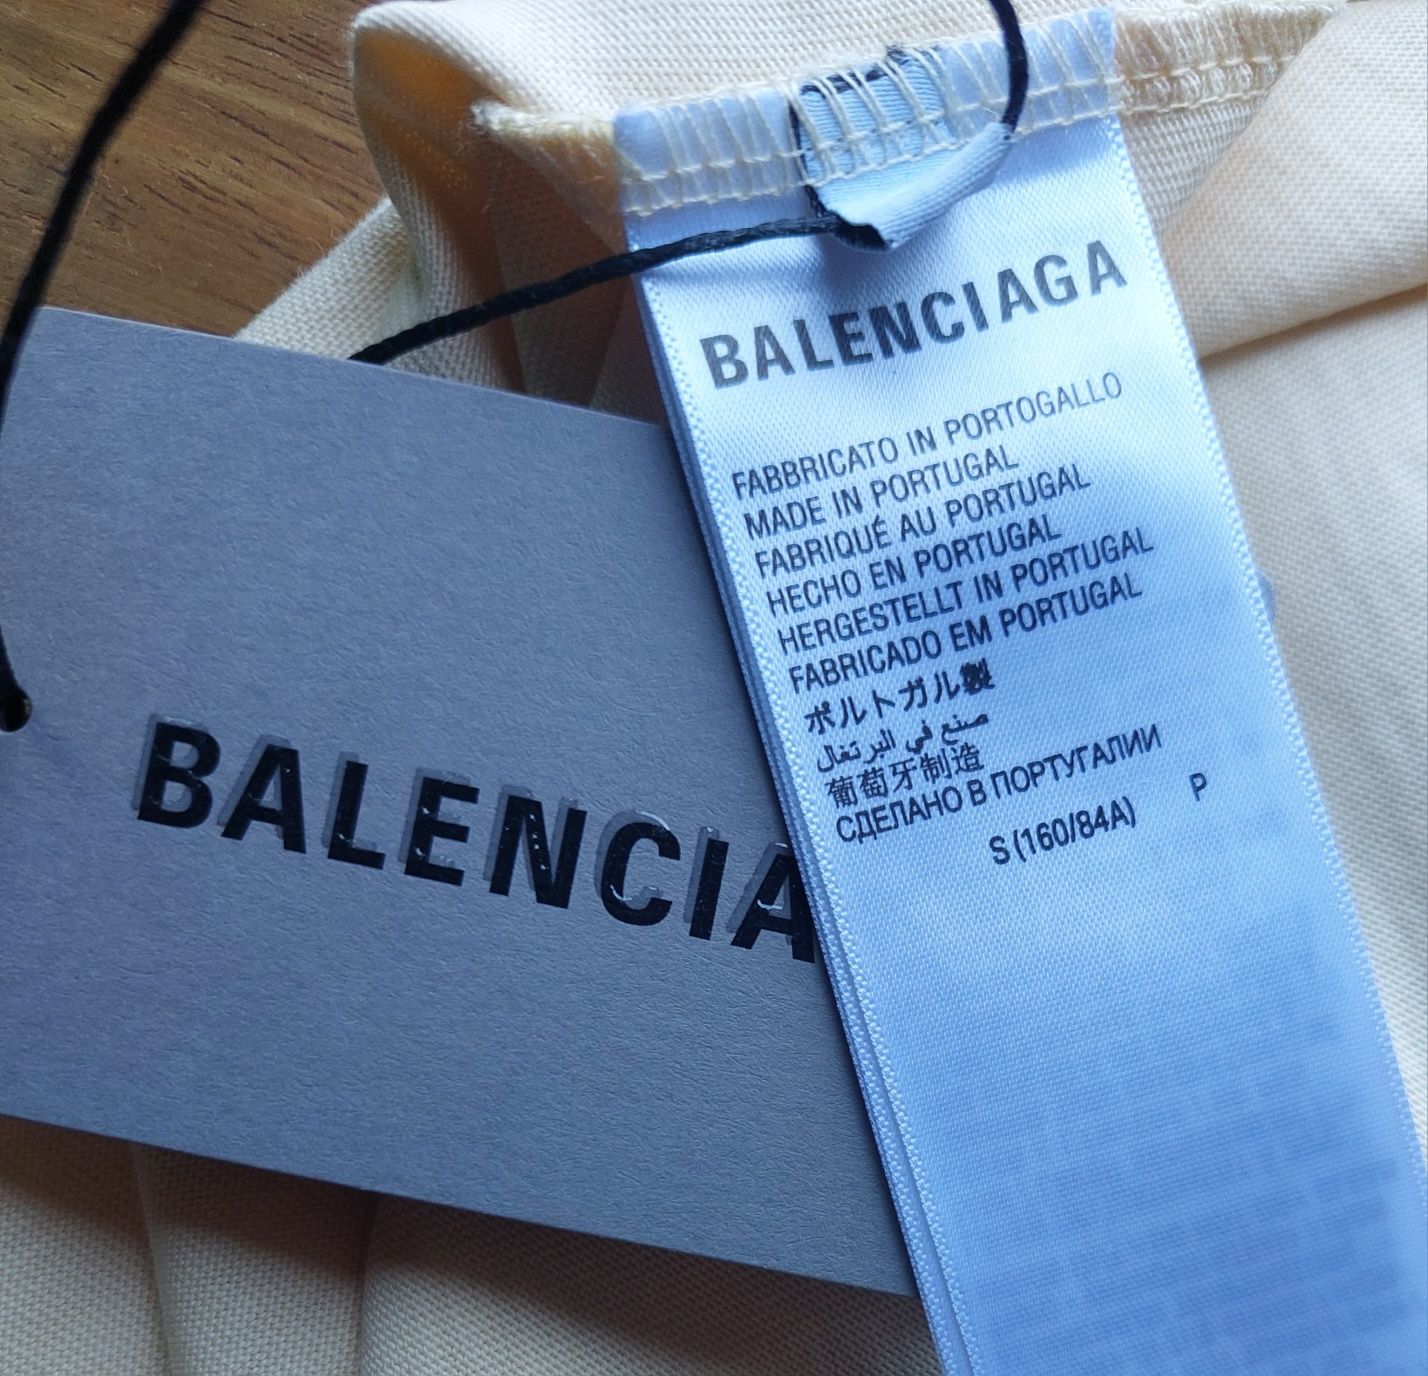 BALENCIAGA
FABBRICATO IN PORTOGALLO
MADE IN PORTUGAL
FABRIQUÉ AU PORTUGAL
HECHO EN PORTUGAL
HERGESTELLT IN PORTUGAL
FABRICADO EM PORTUGAL
ポルトガル製
صنع في البرتغال
葡萄牙制造
СДЕЛАНО В ПОРТУГАЛИИ
S (160/84A) P
BALENCIA